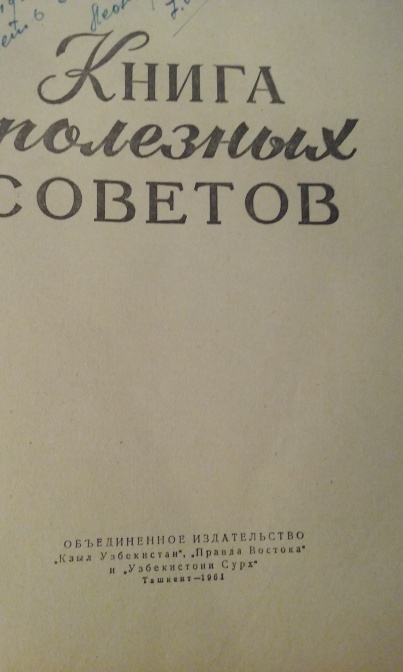 Книга
полезных
СОВЕТОВ
ОБЪЕДИНЕННОЕ ИЗДАТЕЛЬСТВО
„Кзыл Узбекистан“, „Правда Востока“
и „Узбекистони Сурх“
Ташкент—1961